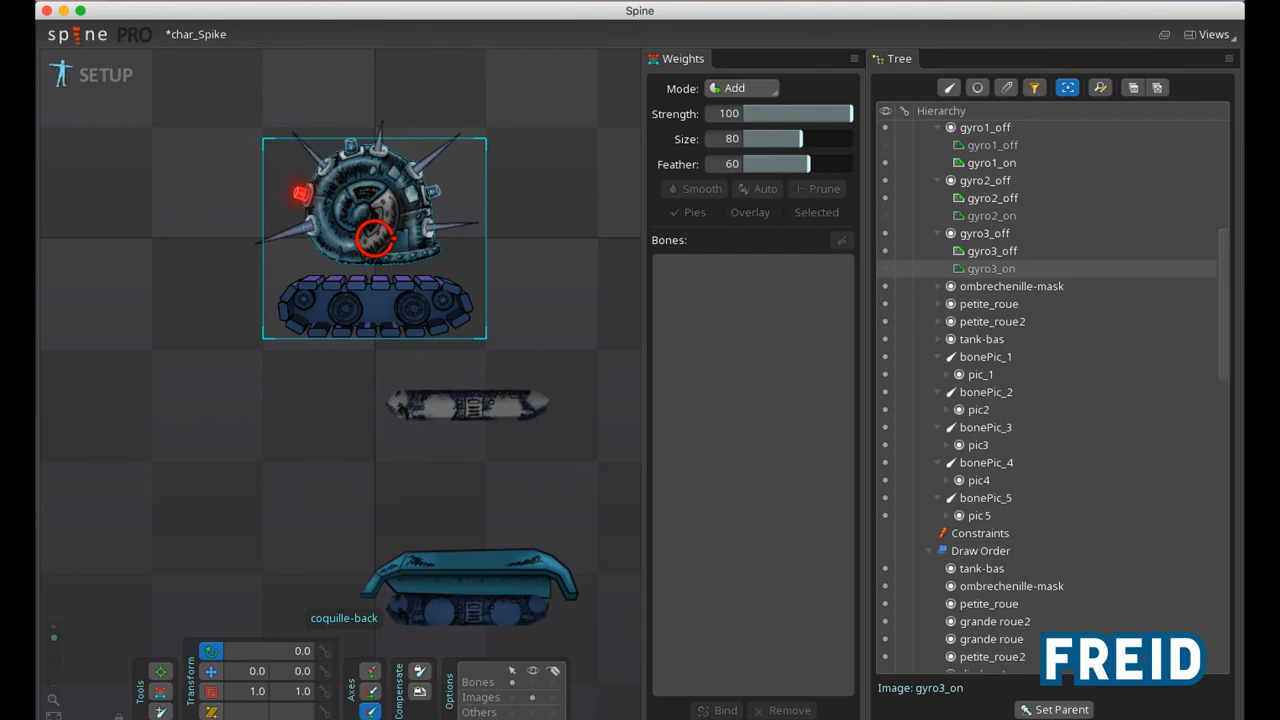 Spine
spine PRO
*char_Spike
Views
SETUP
Weights
Tree
Mode:
Add
Strength:
100
Size:
80
Feather:
60
Smooth
Auto
Prune
Pies
Overlay
Selected
Bones:
Bind
Remove
Hierarchy
gyro1_off
gyro1_off
gyro1_on
gyro2_off
gyro2_off
gyro2_on
gyro3_off
gyro3_off
gyro3_on
ombrechenille-mask
petite_roue
petite_roue2
tank-bas
bonePic_1
pic_1
bonePic_2
pic2
bonePic_3
pic3
bonePic_4
pic4
bonePic_5
pic 5
Constraints
Draw Order
tank-bas
ombrechenille-mask
petite_roue
grande roue2
grande roue
petite_roue2
Image: gyro3_on
Set Parent
FREID
coquille-back
Tools
Transform
0.0
0.0 0.0
1.0 1.0
Axes
Compensate
Options
Bones
Images
Others